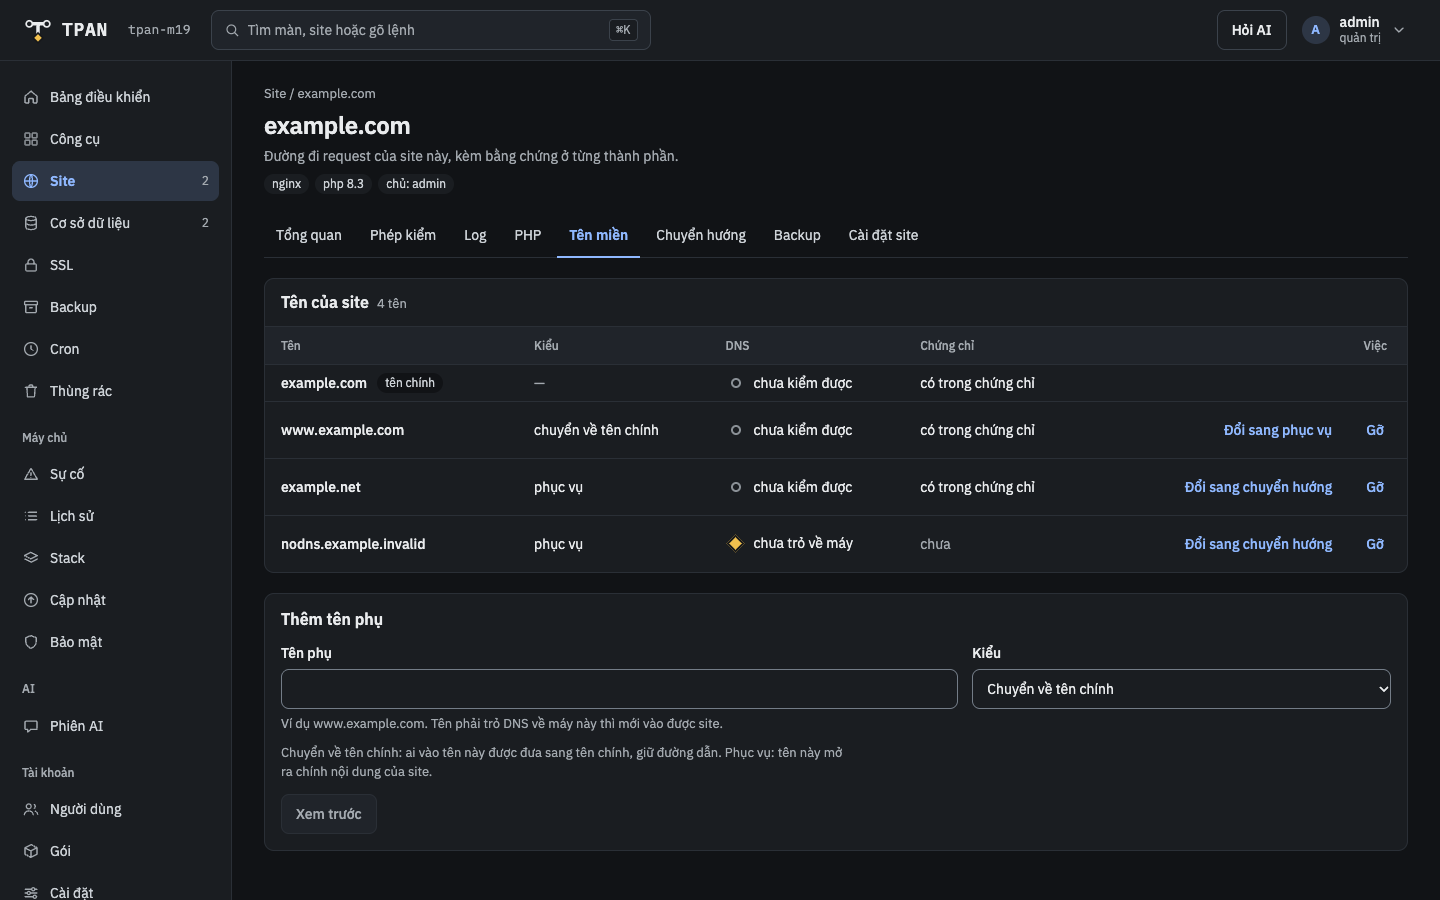 TPAN
tpan-m19
Tìm màn, site hoặc gõ lệnh
⌘K
Hỏi AI
A
admin
quản trị
Bảng điều khiển
Công cụ
Site 2
Cơ sở dữ liệu 2
SSL
Backup
Cron
Thùng rác
Máy chủ
Sự cố
Lịch sử
Stack
Cập nhật
Bảo mật
AI
Phiên AI
Tài khoản
Người dùng
Gói
Cài đặt
Site / example.com
example.com
Đường đi request của site này, kèm bằng chứng ở từng thành phần.
nginx php 8.3 chủ: admin
Tổng quan Phép kiểm Log PHP Tên miền Chuyển hướng Backup Cài đặt site
Tên của site 4 tên
Tên Kiểu DNS Chứng chỉ Việc
example.com tên chính — chưa kiểm được có trong chứng chỉ
www.example.com chuyển về tên chính chưa kiểm được có trong chứng chỉ Đổi sang phục vụ Gỡ
example.net phục vụ chưa kiểm được có trong chứng chỉ Đổi sang chuyển hướng Gỡ
nodns.example.invalid phục vụ chưa trỏ về máy chưa Đổi sang chuyển hướng Gỡ
Thêm tên phụ
Tên phụ Kiểu
Chuyển về tên chính
Ví dụ www.example.com. Tên phải trỏ DNS về máy này thì mới vào được site.
Chuyển về tên chính: ai vào tên này được đưa sang tên chính, giữ đường dẫn. Phục vụ: tên này mở
ra chính nội dung của site.
Xem trước